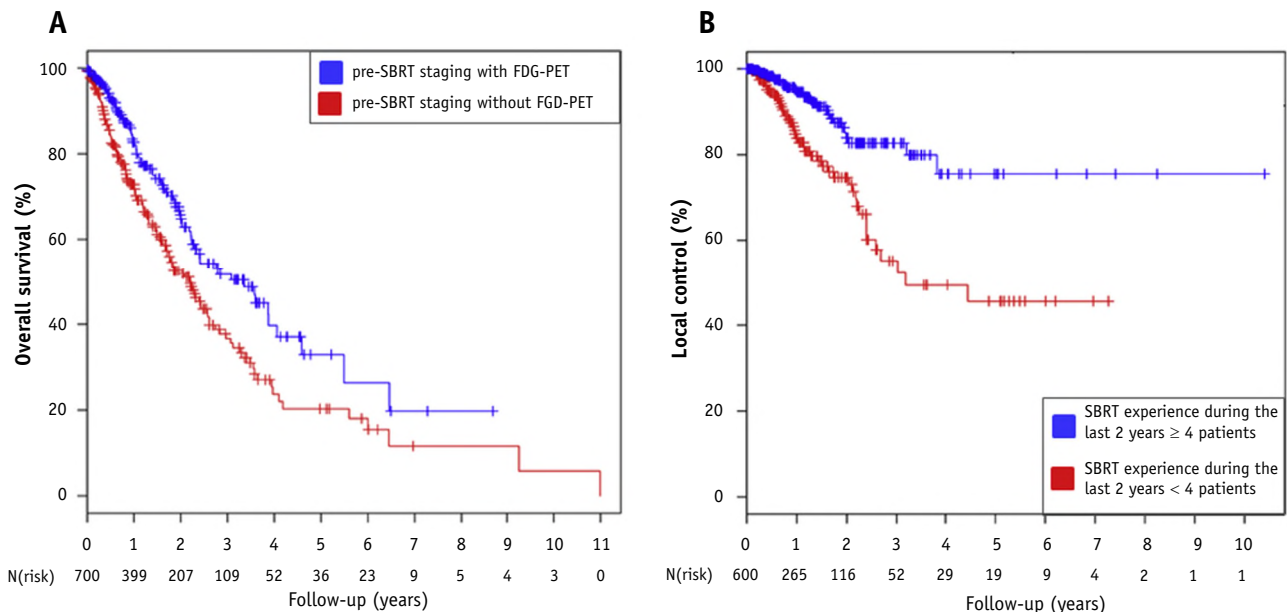 A
Overall survival (%)
100
80
60
40
20
0
pre-SBRT staging with FDG-PET
pre-SBRT staging without FGD-PET
0 1 2 3 4 5 6 7 8 9 10 11
N(risk) 700 399 207 109 52 36 23 9 5 4 3 0
Follow-up (years)
B
Local control (%)
100
80
60
40
20
0
SBRT experience during the
last 2 years ≥ 4 patients
SBRT experience during the
last 2 years < 4 patients
0 1 2 3 4 5 6 7 8 9 10
N(risk) 600 265 116 52 29 19 9 4 2 1 1
Follow-up (years)